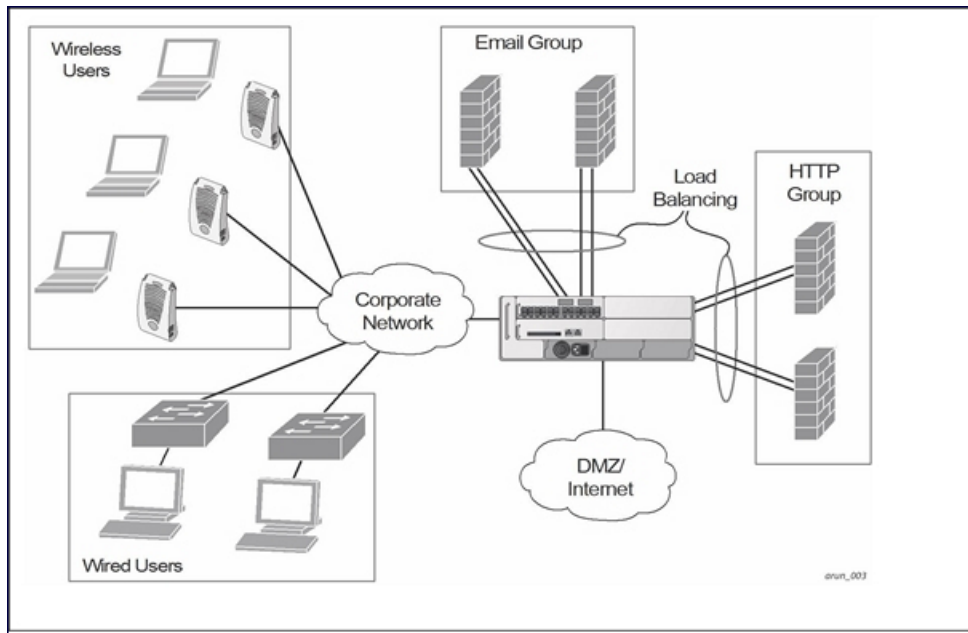 Wireless
Users
Email Group
Load
Balancing
HTTP
Group
Corporate
Network
DMZ/
Internet
Wired Users
arun_003